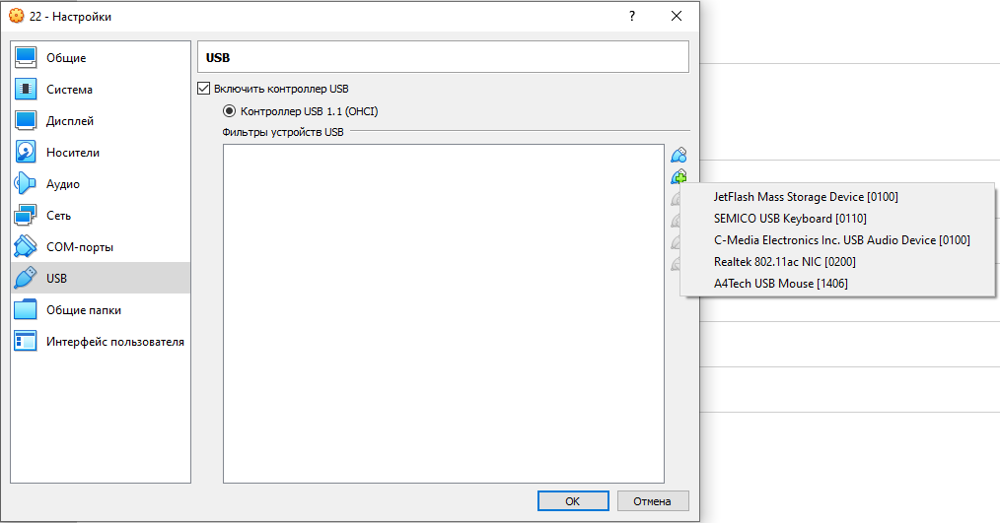 22 - Настройки
?
Общие
Система
Дисплей
Носители
Аудио
Сеть
COM-порты
USB
Общие папки
Интерфейс пользователя
USB
Включить контроллер USB
Контроллер USB 1.1 (OHCI)
Фильтры устройств USB
JetFlash Mass Storage Device [0100]
SEMICO USB Keyboard [0110]
C-Media Electronics Inc. USB Audio Device [0100]
Realtek 802.11ac NIC [0200]
A4Tech USB Mouse [1406]
OK
Отмена